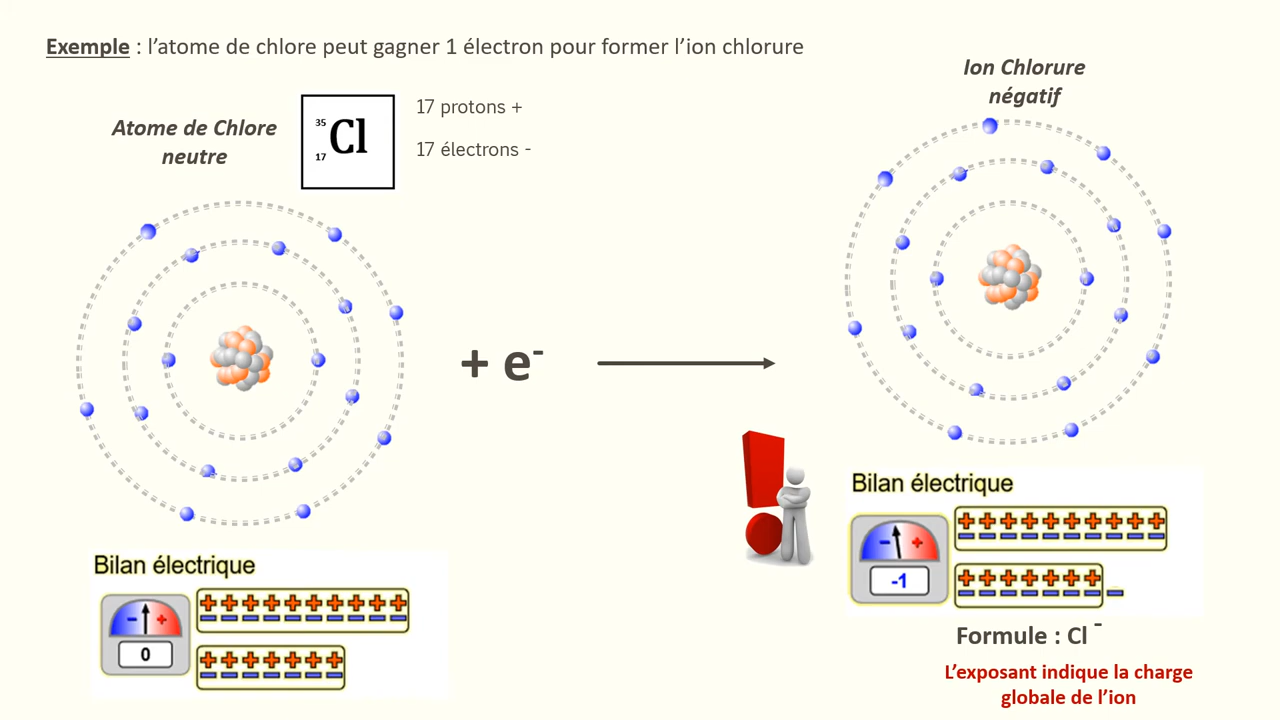 Exemple : l’atome de chlore peut gagner 1 électron pour former l’ion chlorure
Atome de Chlore
neutre
35
17
Cl
17 protons +
17 électrons -
Ion Chlorure
négatif
+ e-
Bilan électrique
- +
0
+ + + + + + + + + +
- - - - - - - - - -
+ + + + + + +
- - - - - - -
Bilan électrique
- +
-1
+ + + + + + + + + +
- - - - - - - - - -
+ + + + + + +
- - - - - - - -
Formule : Cl -
L’exposant indique la charge
globale de l’ion